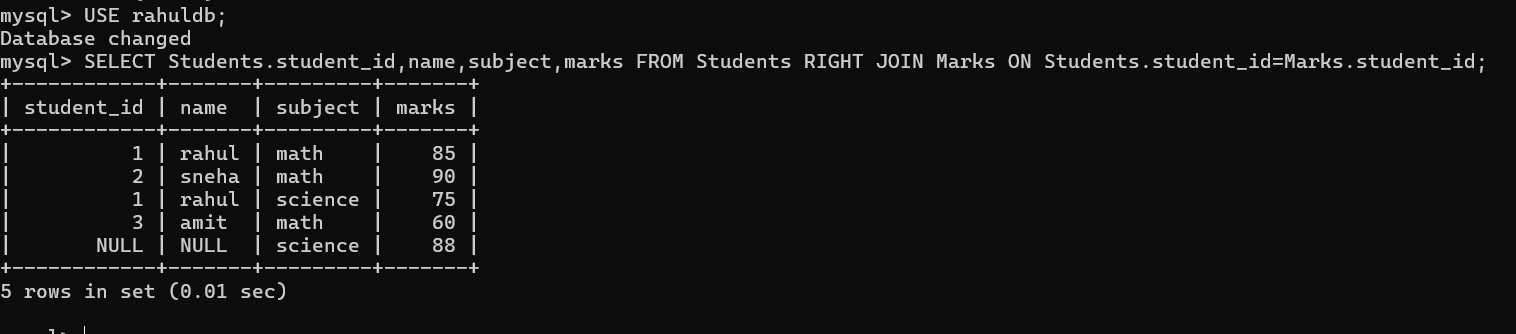 mysql> USE rahuldb;
Database changed
mysql> SELECT Students.student_id,name,subject,marks FROM Students RIGHT JOIN Marks ON Students.student_id=Marks.student_id;
+------------+-------+---------+-------+
| student_id | name  | subject | marks |
+------------+-------+---------+-------+
|          1 | rahul | math    |    85 |
|          2 | sneha | math    |    90 |
|          1 | rahul | science |    75 |
|          3 | amit  | math    |    60 |
|       NULL | NULL  | science |    88 |
+------------+-------+---------+-------+
5 rows in set (0.01 sec)
mysql>